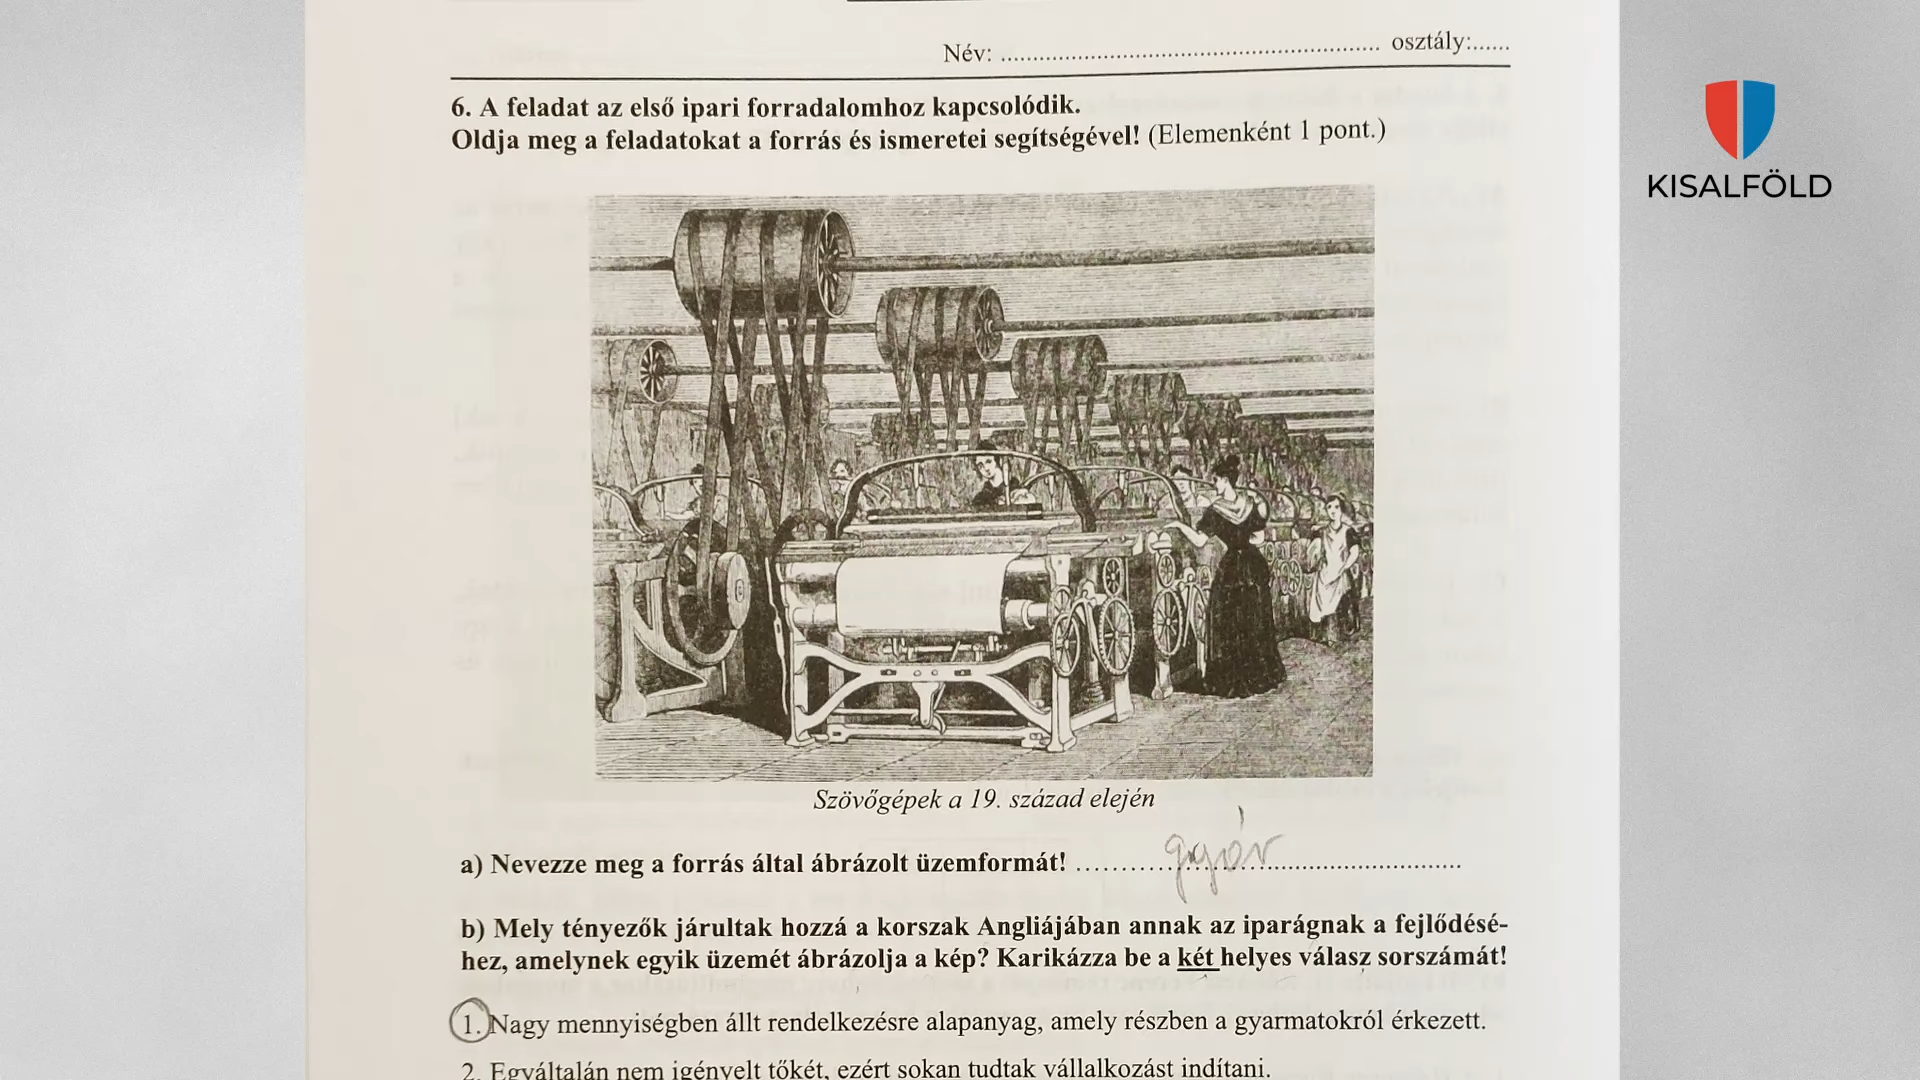 Név: ................................................................ osztály:......
6. A feladat az első ipari forradalomhoz kapcsolódik.
Oldja meg a feladatokat a forrás és ismeretei segítségével! (Elemenként 1 pont.)
KISALFÖLD
Szövőgépek a 19. század elején
a) Nevezze meg a forrás által ábrázolt üzemformát! ................................................................
gyár
b) Mely tényezők járultak hozzá a korszak Angliájában annak az iparágnak a fejlődésé-
hez, amelynek egyik üzemét ábrázolja a kép? Karikázza be a két helyes válasz sorszámát!
1. Nagy mennyiségben állt rendelkezésre alapanyag, amely részben a gyarmatokról érkezett.
2. Egyáltalán nem igényelt tőkét, ezért sokan tudtak vállalkozást indítani.